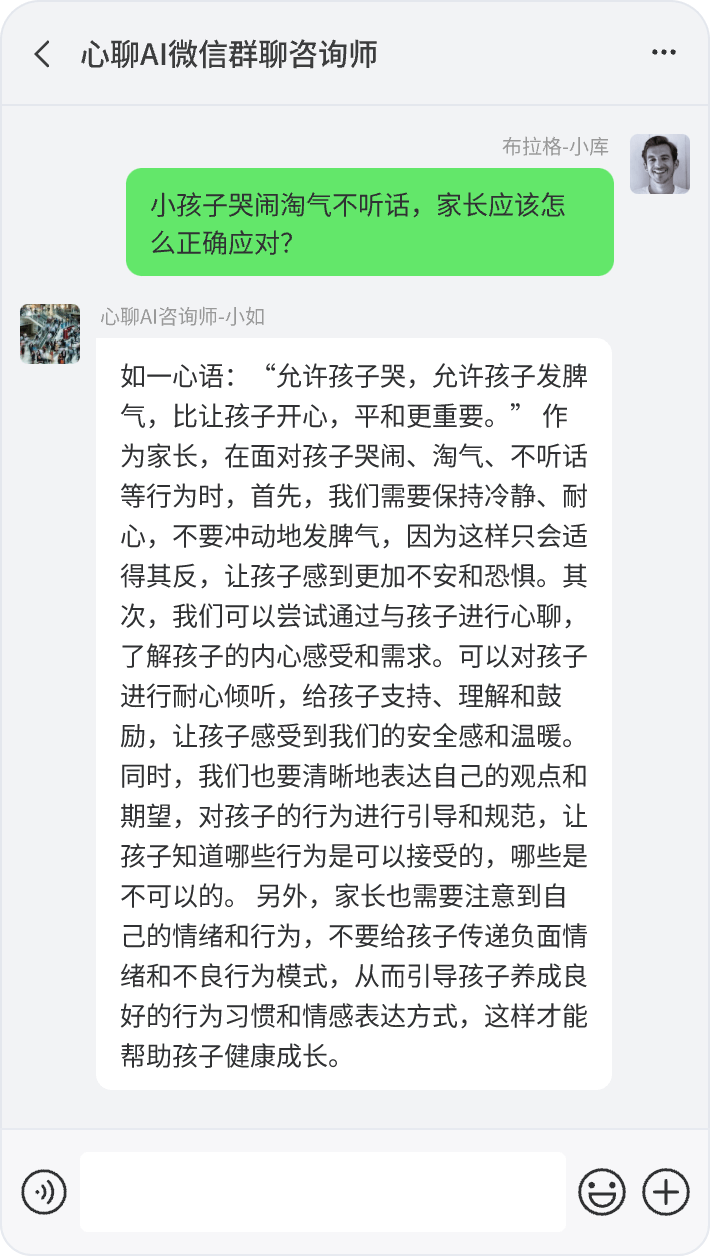 心聊AI微信群聊咨询师
布拉格-小库
小孩子哭闹淘气不听话，家长应该怎
么正确应对？
心聊AI咨询师-小如
如一心语：“允许孩子哭，允许孩子发脾
气，比让孩子开心，平和更重要。” 作
为家长，在面对孩子哭闹、淘气、不听话
等行为时，首先，我们需要保持冷静、耐
心，不要冲动地发脾气，因为这样只会适
得其反，让孩子感到更加不安和恐惧。其
次，我们可以尝试通过与孩子进行心聊，
了解孩子的内心感受和需求。可以对孩子
进行耐心倾听，给孩子支持、理解和鼓
励，让孩子感受到我们的安全感和温暖。
同时，我们也要清晰地表达自己的观点和
期望，对孩子的行为进行引导和规范，让
孩子知道哪些行为是可以接受的，哪些是
不可以的。 另外，家长也需要注意到自
己的情绪和行为，不要给孩子传递负面情
绪和不良行为模式，从而引导孩子养成良
好的行为习惯和情感表达方式，这样才能
帮助孩子健康成长。